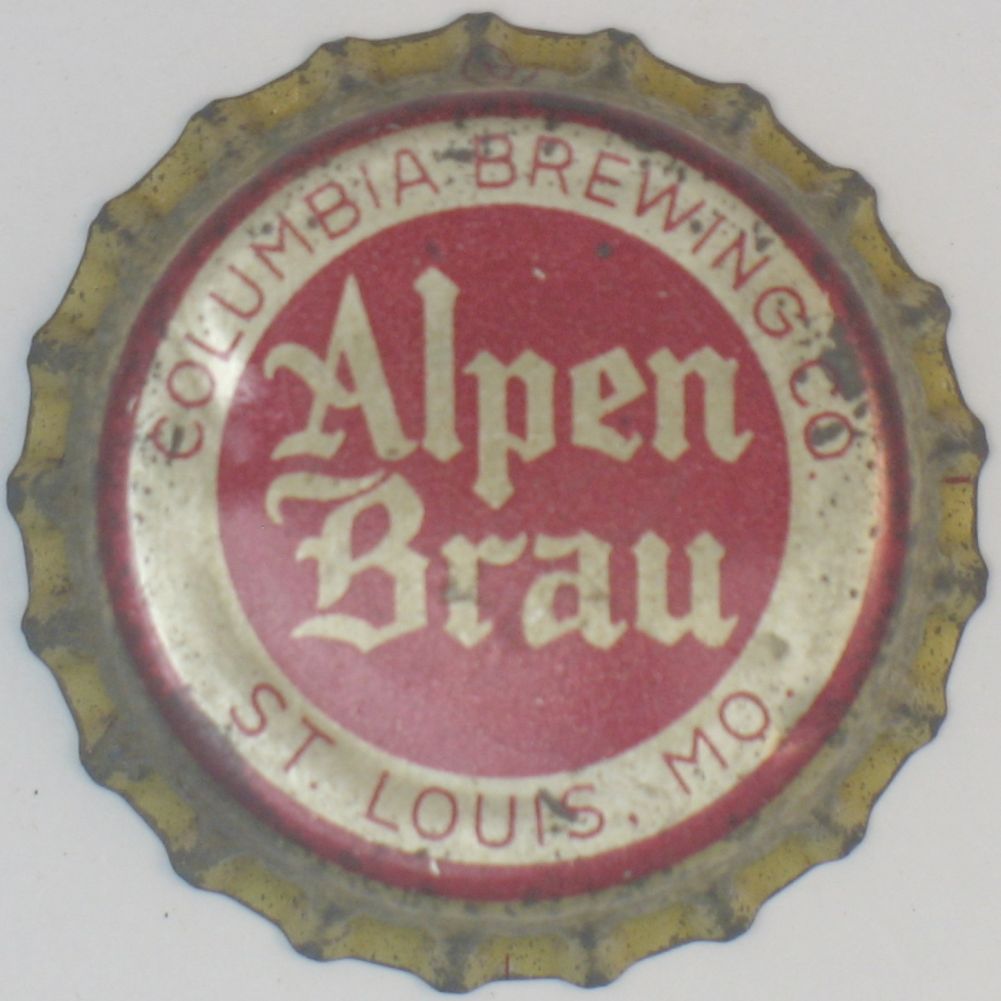 COLUMBIA BREWING CO.
Alpen
Brau
ST. LOUIS, MO.